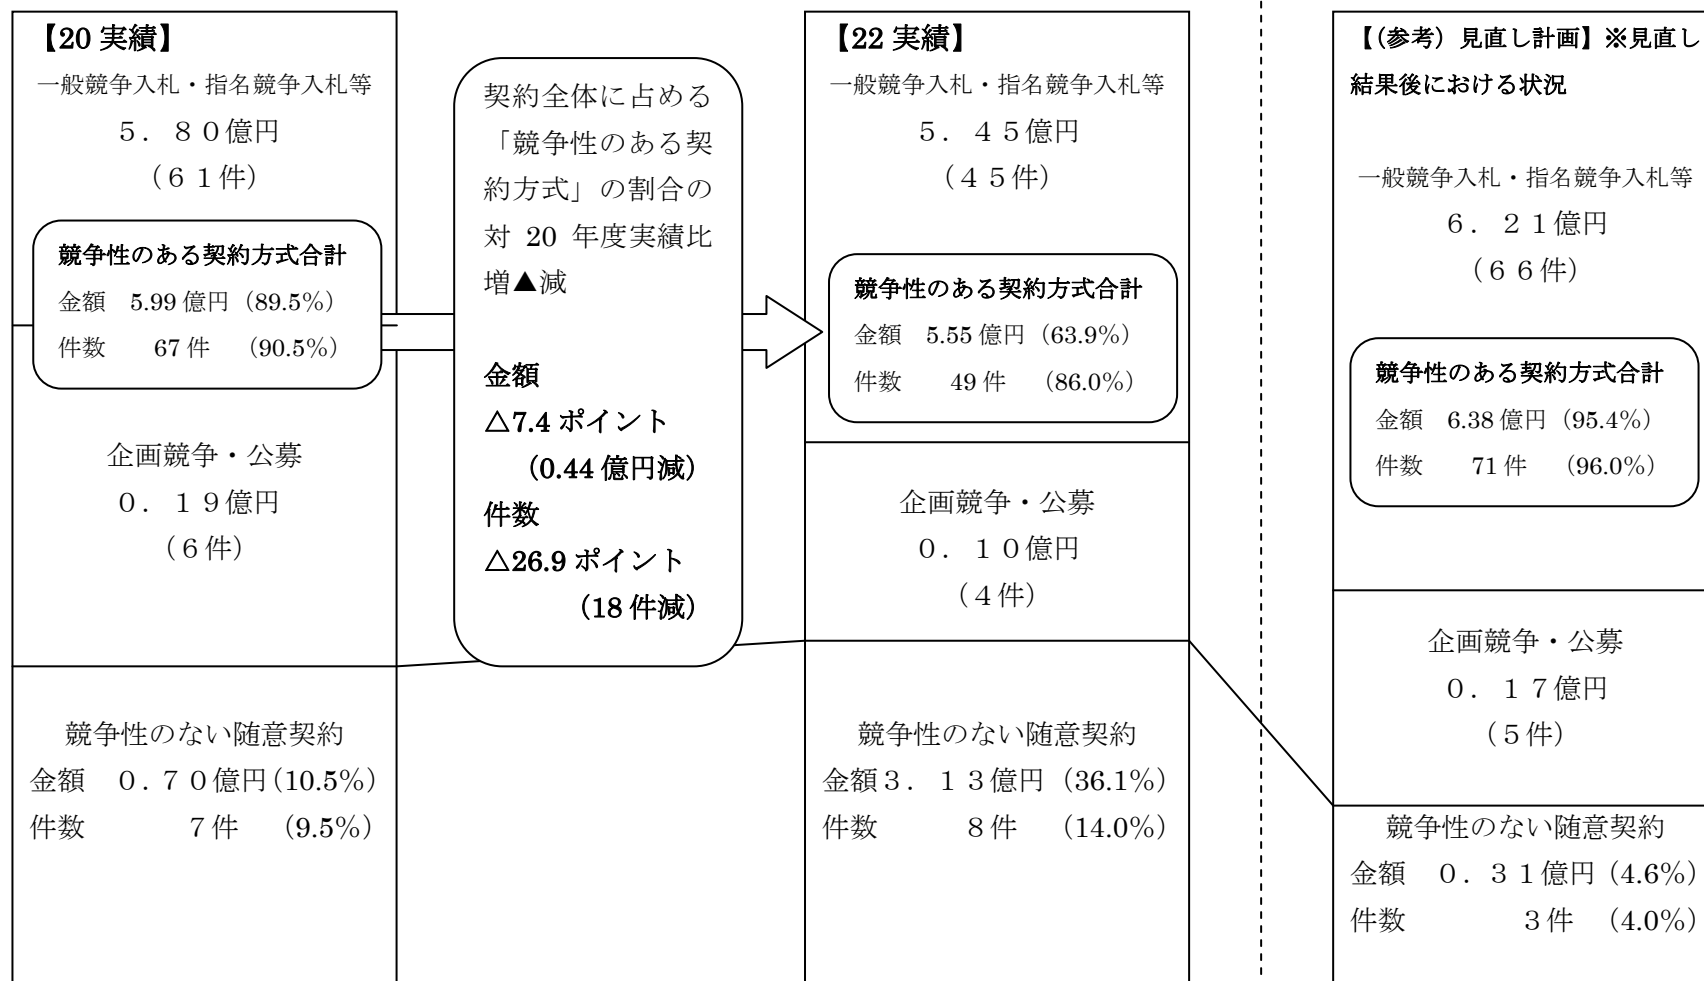 【20 実績】
一般競争入札・指名競争入札等
５．８０億円
（６１件）
競争性のある契約方式合計
金額 5.99 億円（89.5%）
件数 67 件 （90.5%）
企画競争・公募
０．１９億円
（６件）
競争性のない随意契約
金額 ０.７０億円(10.5%)
件数 ７件 （9.5%）
契約全体に占める
「競争性のある契
約方式」の割合の
対 20 年度実績比
増▲減
金額
△7.4 ポイント
（0.44 億円減）
件数
△26.9 ポイント
（18 件減）
【22 実績】
一般競争入札・指名競争入札等
５．４５億円
（４５件）
競争性のある契約方式合計
金額 5.55 億円（63.9%）
件数 49 件 （86.0%）
企画競争・公募
０．１０億円
（４件）
競争性のない随意契約
金額３．１３億円（36.1%）
件数 ８件 （14.0%）
【(参考）見直し計画】※見直し
結果後における状況
一般競争入札・指名競争入札等
６．２１億円
（６６件）
競争性のある契約方式合計
金額 6.38 億円（95.4%）
件数 71 件 （96.0%）
企画競争・公募
０．１７億円
（５件）
競争性のない随意契約
金額 ０．３１億円（4.6%）
件数 ３件 （4.0%）